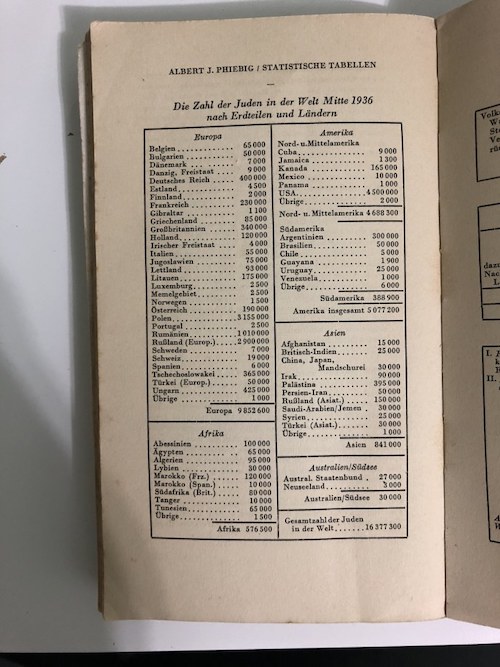 ALBERT J. PHIEBIG / STATISTISCHE TABELLEN
Die Zahl der Juden in der Welt Mitte 1936
nach Erdteilen und Ländern
Europa
Belgien 65 000
Bulgarien 50 000
Dänemark 7 000
Danzig, Freistaat 9 000
Deutsches Reich 400 000
Estland 4 500
Finnland 2 000
Frankreich 230 000
Gibraltar 1 100
Griechenland 85 000
Großbritannien 340 000
Holland 120 000
Irischer Freistaat 4 000
Italien 55 000
Jugoslawien 75 000
Lettland 93 000
Litauen 175 000
Luxemburg 2 500
Memelgebiet 2 500
Norwegen 1 500
Österreich 190 000
Polen 3 155 000
Portugal 2 500
Rumänien 1 010 000
Rußland (Europ.) 2 900 000
Schweden 7 000
Schweiz 19 000
Spanien 6 000
Tschechoslowakei 365 000
Türkei (Europ.) 50 000
Ungarn 425 000
Übrige 1 000
Europa 9 852 600
Afrika
Abessinien 100 000
Ägypten 65 000
Algerien 95 000
Lybien 30 000
Marokko (Frz.) 120 000
Marokko (Span.) 10 000
Südafrika (Brit.) 80 000
Tanger 10 000
Tunesien 65 000
Übrige 1 500
Afrika 576 500
Amerika
Nord- u. Mittelamerika
Cuba 9 000
Jamaica 1 300
Kanada 165 000
Mexico 10 000
Panama 1 000
USA. 4 500 000
Übrige 2 000
Nord- u. Mittelamerika 4 688 300
Südamerika
Argentinien 300 000
Brasilien 50 000
Chile 5 000
Guayana 1 900
Uruguay 25 000
Venezuela 1 000
Übrige 6 000
Südamerika 388 900
Amerika insgesamt 5 077 200
Asien
Afghanistan 15 000
Britisch-Indien 25 000
China, Japan,
Mandschurei 30 000
Irak 90 000
Palästina 395 000
Persien-Iran 50 000
Rußland (Asiat.) 150 000
Saudi-Arabien/Jemen 30 000
Syrien 25 000
Türkei (Asiat.) 30 000
Übrige 1 000
Asien 841 000
Australien/Südsee
Austral. Staatenbund 27 000
Neuseeland 3 000
Australien/Südsee 30 000
Gesamtzahl der Juden
in der Welt 16 377 300
I.
II.